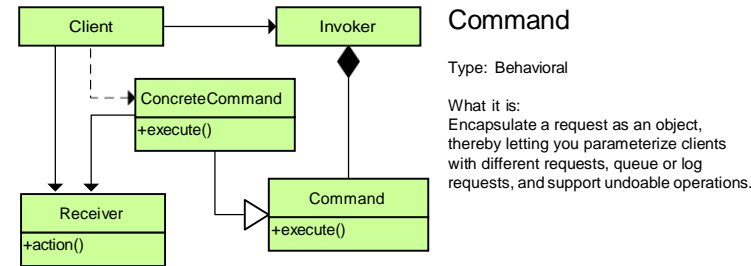 Client
Invoker
ConcreteCommand
+execute()
Receiver
+action()
Command
+execute()
Command
Type: Behavioral
What it is:
Encapsulate a request as an object,
thereby letting you parameterize clients
with different requests, queue or log
requests, and support undoable operations.